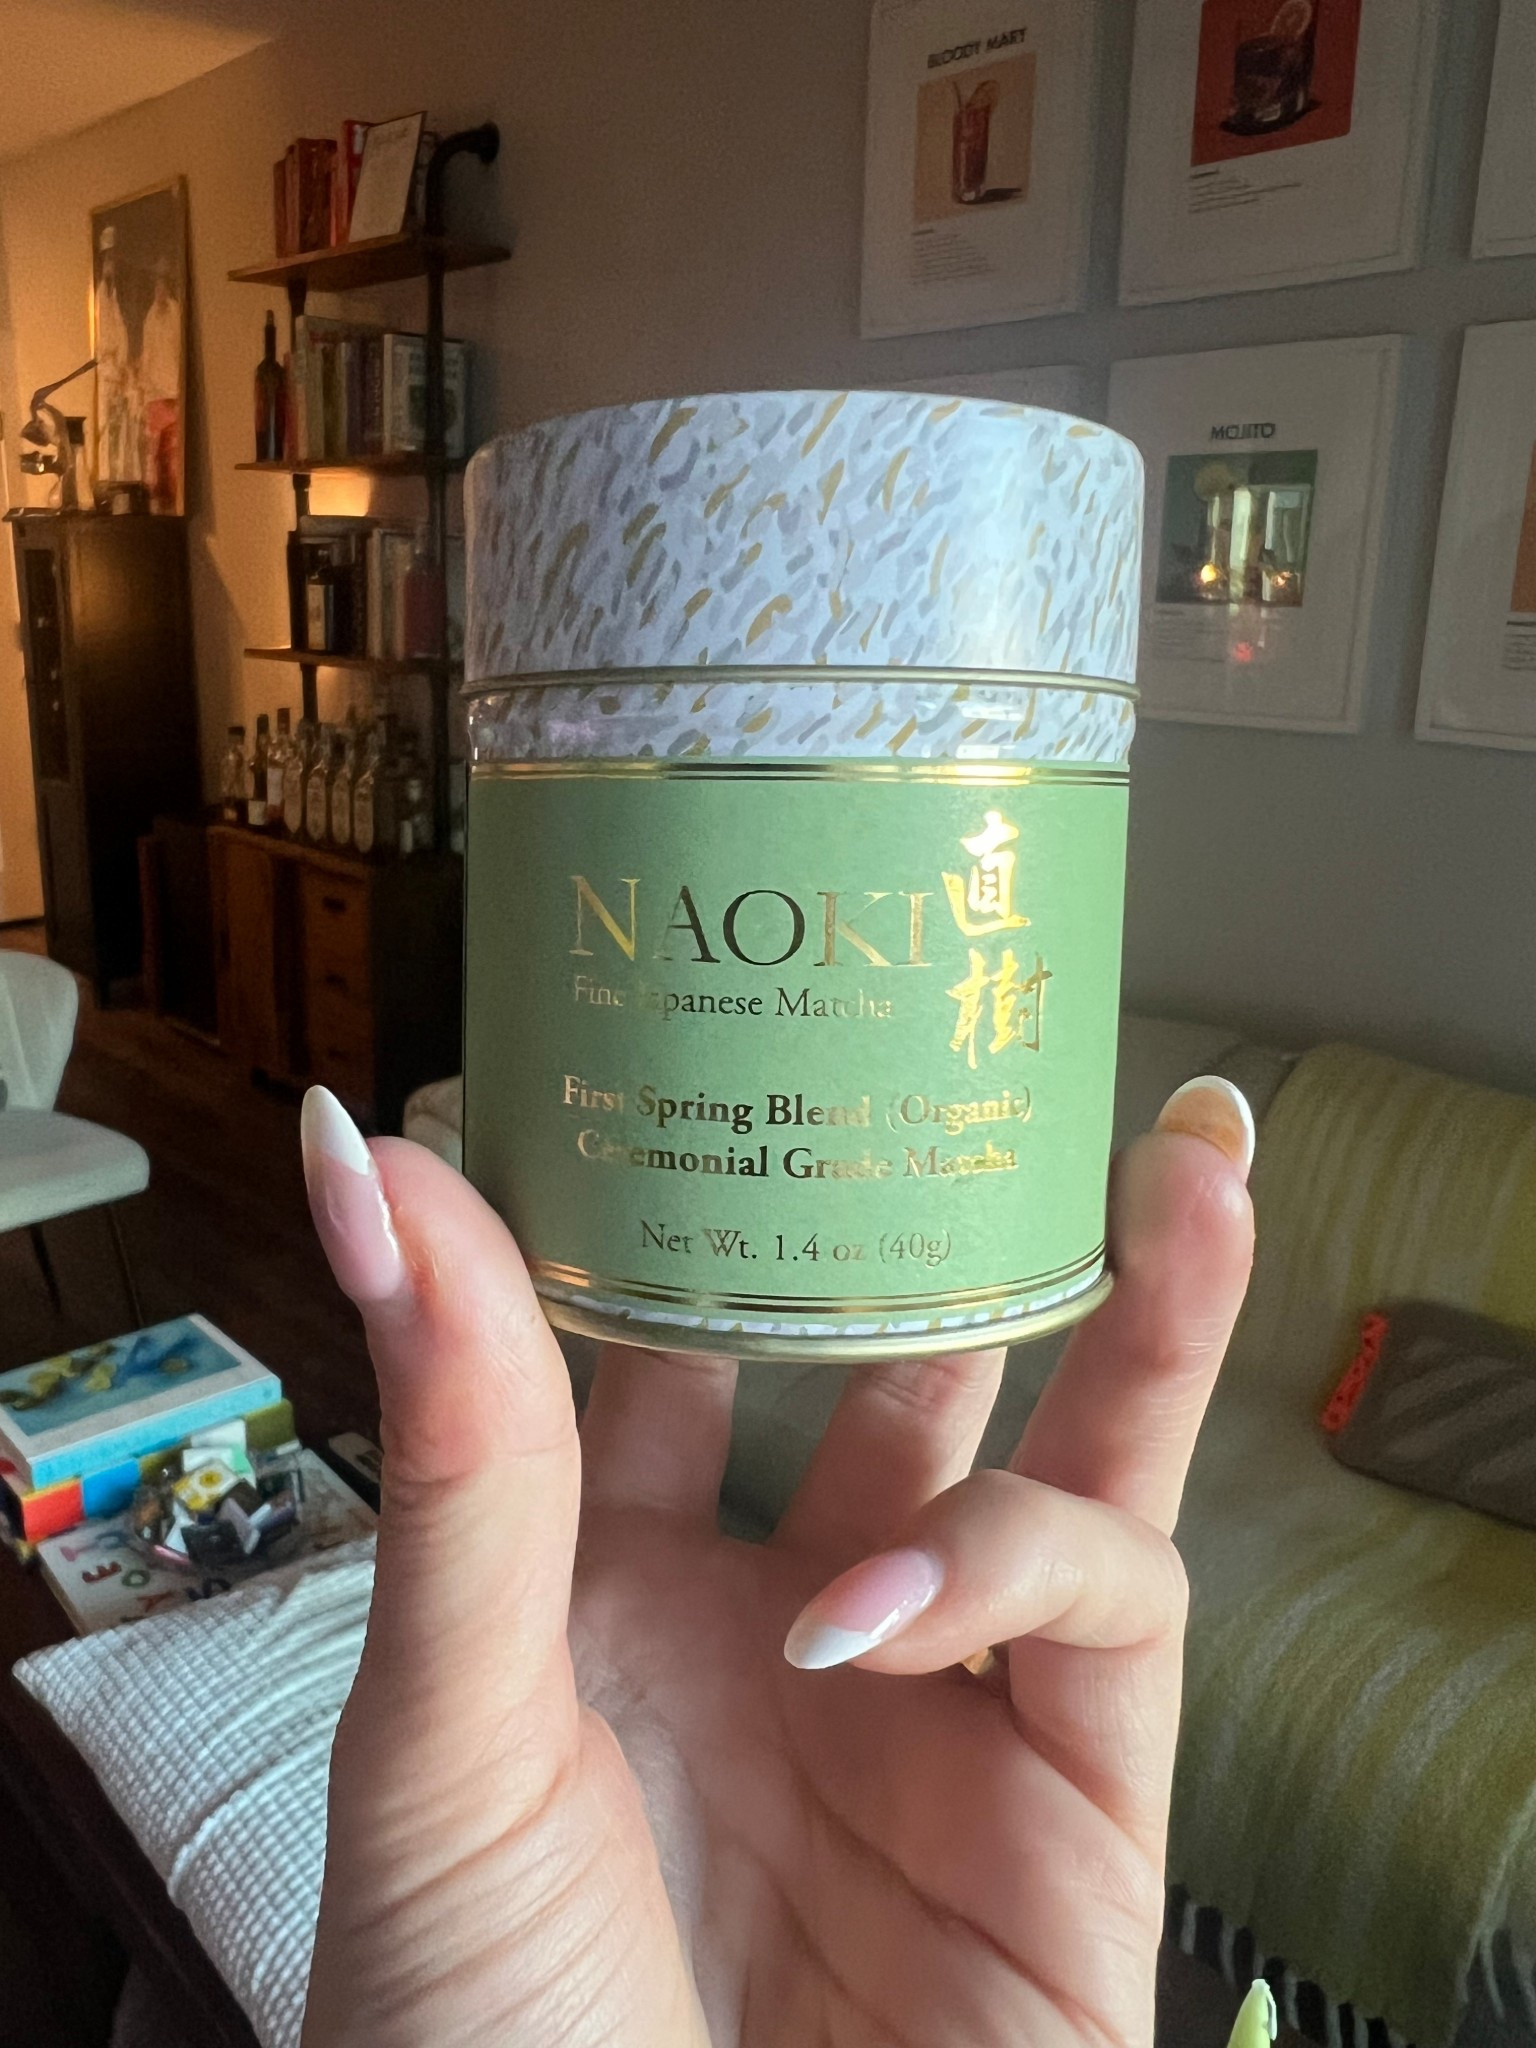 BLOODY MARY
MOJITO
NAOKI
直樹
Fine Japanese Matcha
First Spring Blend (Organic)
Ceremonial Grade Matcha
Net Wt. 1.4 oz (40g)